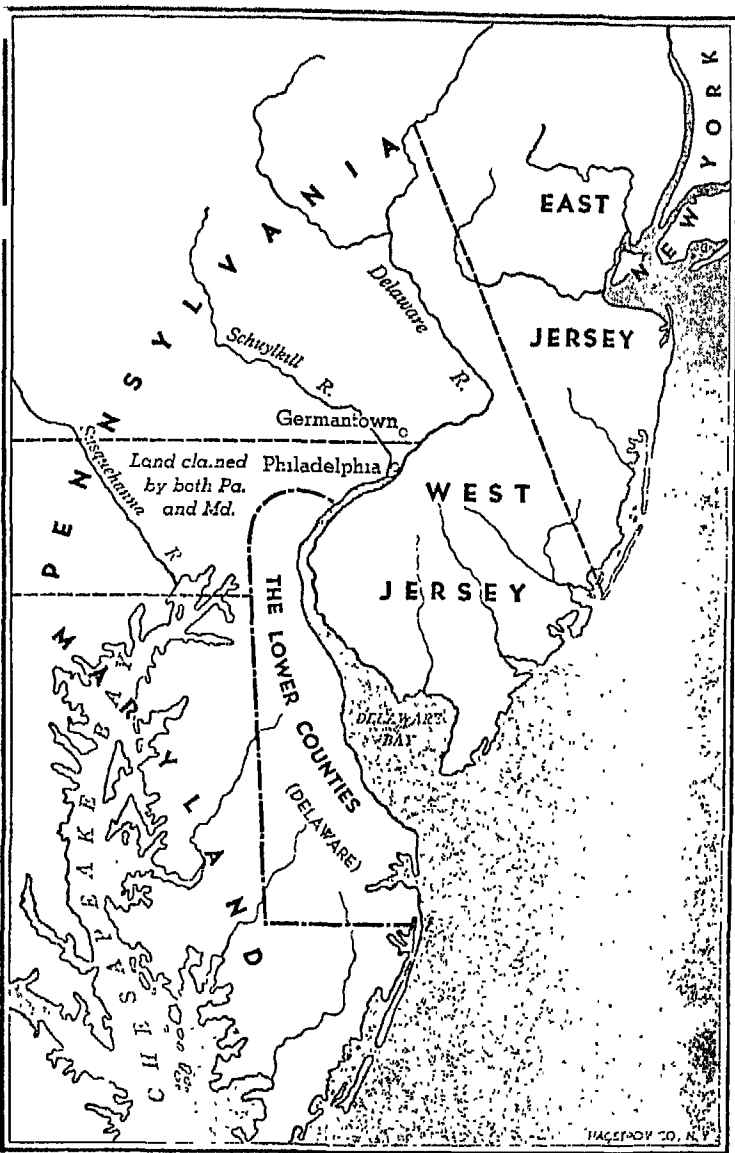 NEW YORK
PENNSYLVANIA
EAST
JERSEY
Delaware
R.
Schuylkill
R.
Germantown
Philadelphia
Susquehanna
R
Land claimed
by both Pa.
and Md.
WEST
JERSEY
THE LOWER COUNTIES
(DELAWARE)
DELAWARE
BAY
MARYLAND
CHESAPEAKE BAY
CO., N.Y.